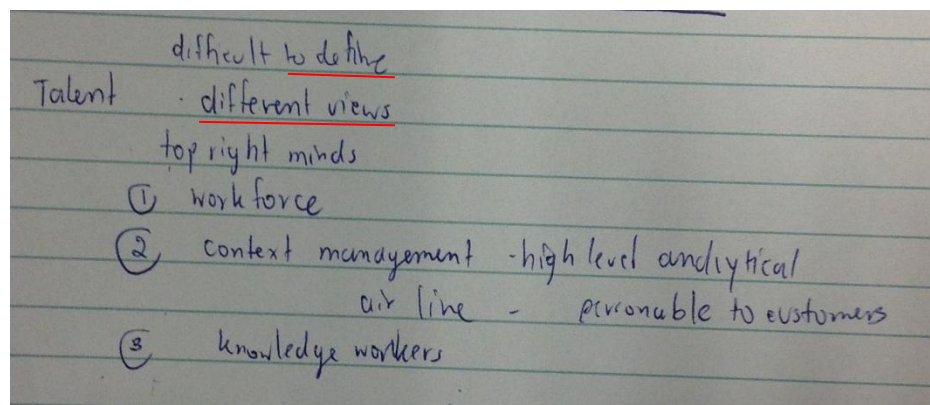 difficult to define
Talent · different views
top right minds
① workforce
② context management - high level analytical
air line - personable to customers
③ knowledge workers